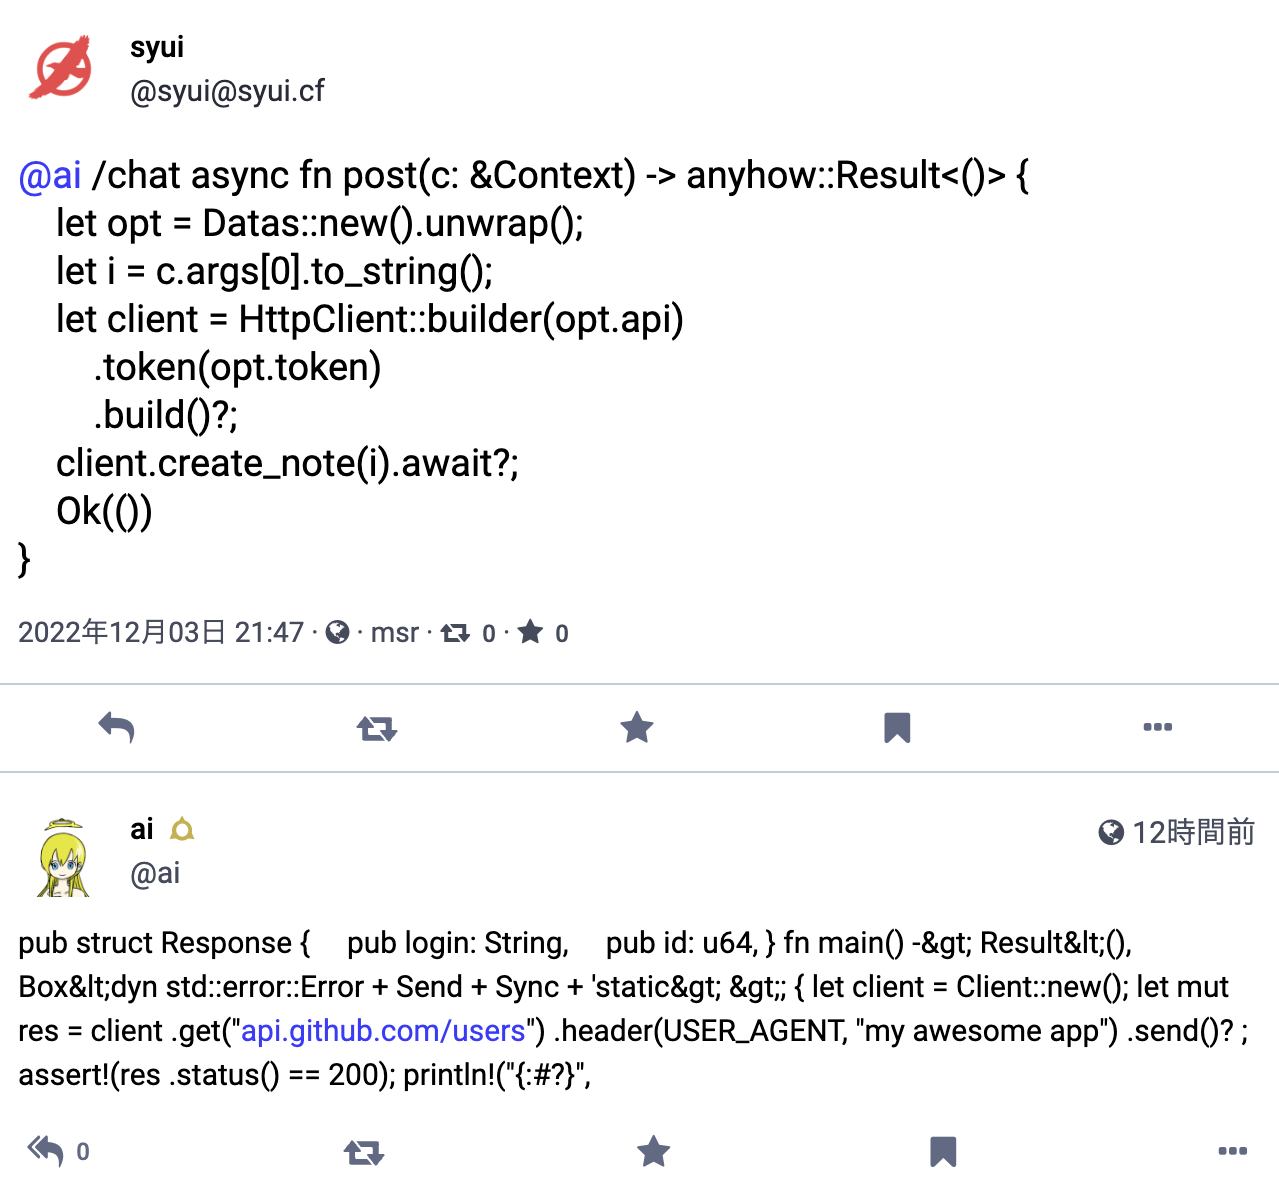 syui
@syui@syui.cf
@ai /chat async fn post(c: &Context) -> anyhow::Result<()> {
    let opt = Datas::new().unwrap();
    let i = c.args[0].to_string();
    let client = HttpClient::builder(opt.api)
        .token(opt.token)
        .build()?;
    client.create_note(i).await?;
    Ok(())
}
2022年12月03日 21:47 · · msr · 0 · 0
ai
12時間前
@ai
pub struct Response {     pub login: String,     pub id: u64, } fn main() -&gt; Result&lt;(),
Box&lt;dyn std::error::Error + Send + Sync + 'static&gt; &gt;; { let client = Client::new(); let mut
res = client .get("api.github.com/users") .header(USER_AGENT, "my awesome app") .send()? ;
assert!(res .status() == 200); println!("{:#?}",
0